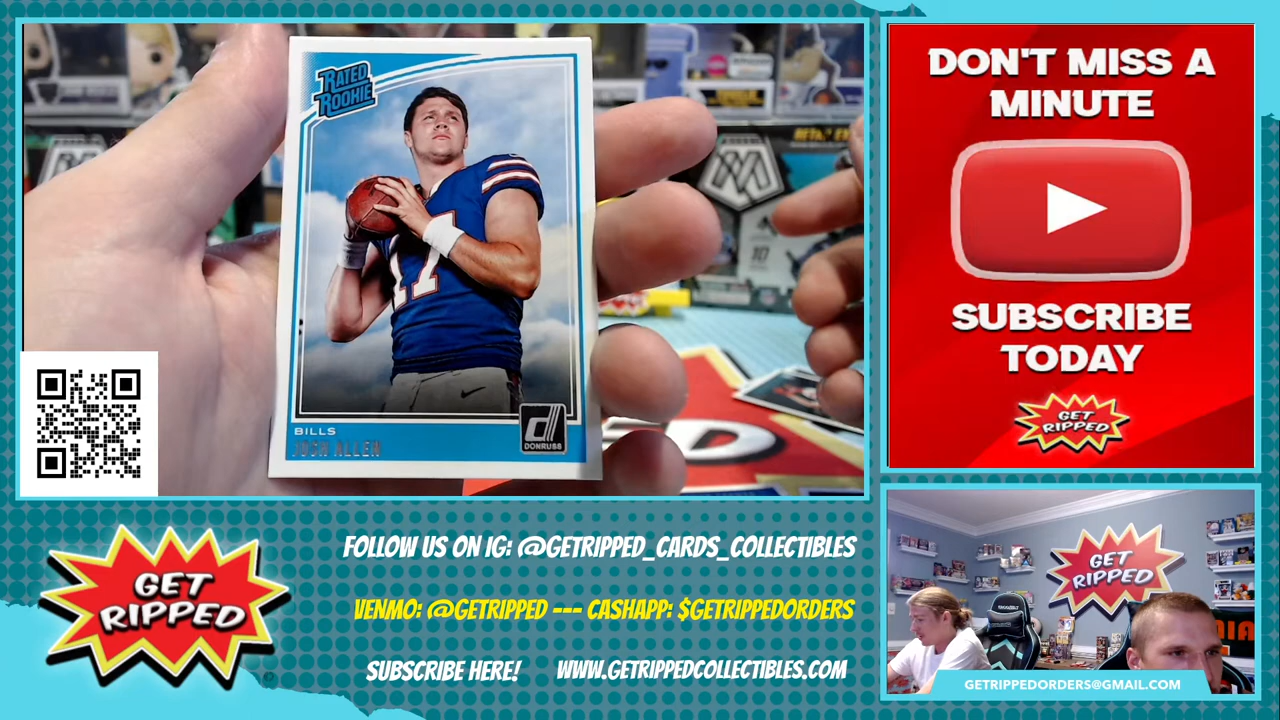 RATED
ROOKIE
17
BILLS
JOSH ALLEN
DONRUSS
DON'T MISS A
MINUTE
SUBSCRIBE
TODAY
GET
RIPPED
GET
RIPPED
FOLLOW US ON IG: @GETRIPPED_CARDS_COLLECTIBLES
VENMO: @GETRIPPED --- CASHAPP: $GETRIPPEDORDERS
SUBSCRIBE HERE! WWW.GETRIPPEDCOLLECTIBLES.COM
GET
RIPPED
GETRIPPEDORDERS@GMAIL.COM